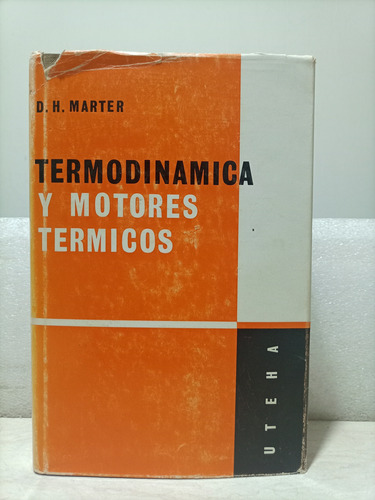 D. H. MARTER
TERMODINAMICA
Y MOTORES
TERMICOS
UTEHA